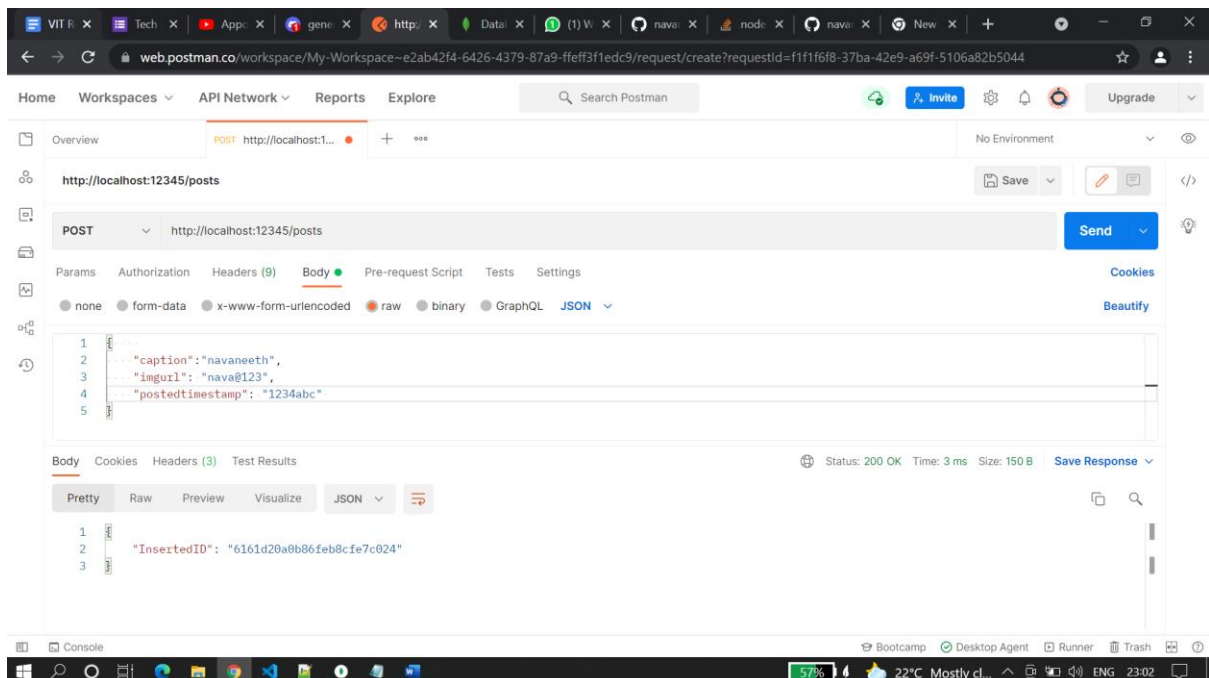 VIT R Tech Appo gene http:/ Data (1) W nava node nava New
web.postman.co/workspace/My-Workspace~e2ab42f4-6426-4379-87a9-ffeff3f1edc9/request/create?requestId=f1f1f6f8-37ba-42e9-a69f-5106a82b5044
Home Workspaces API Network Reports Explore Search Postman Invite Upgrade
Overview POST http://localhost:1... No Environment
http://localhost:12345/posts Save
POST http://localhost:12345/posts Send
Params Authorization Headers (9) Body Pre-request Script Tests Settings Cookies
none form-data x-www-form-urlencoded raw binary GraphQL JSON Beautify
1 {
2 "caption":"navaneeth",
3 "imgurl": "nava@123",
4 "postedtimestamp": "1234abc"
5 }
Body Cookies Headers (3) Test Results Status: 200 OK Time: 3 ms Size: 150 B Save Response
Pretty Raw Preview Visualize JSON
1 {
2 "InsertedID": "6161d20a0b86feb8cfe7c024"
3 }
Console Bootcamp Desktop Agent Runner Trash
57% 22°C Mostly cl... ENG 23:02